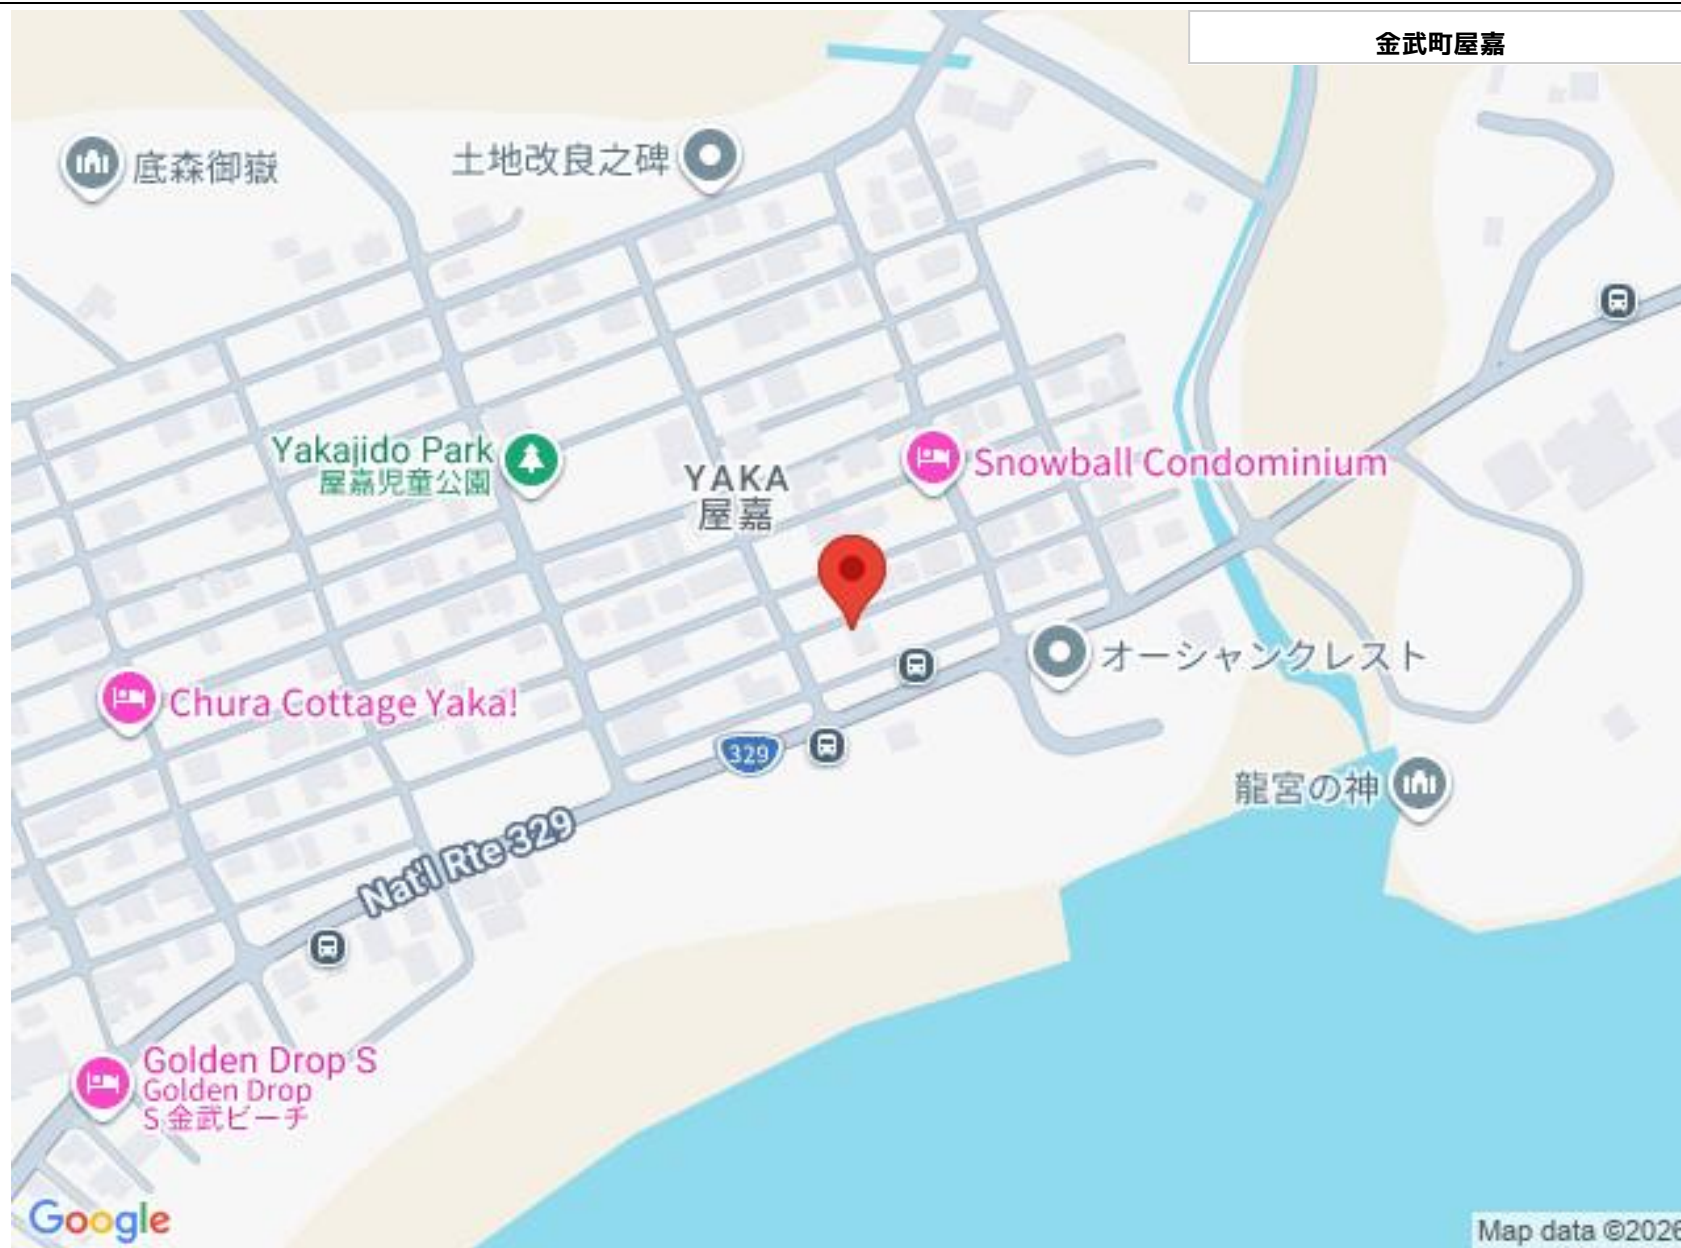 金武町屋嘉
土地改良之碑
底森御嶽
Yakajido Park
屋嘉児童公園
YAKA
屋嘉
Snowball Condominium
オーシャンクレスト
Chura Cottage Yaka!
329
龍宮の神
Nat'l Rte 329
Golden Drop S
Golden Drop
S 金武ビーチ
Google
Map data ©2026